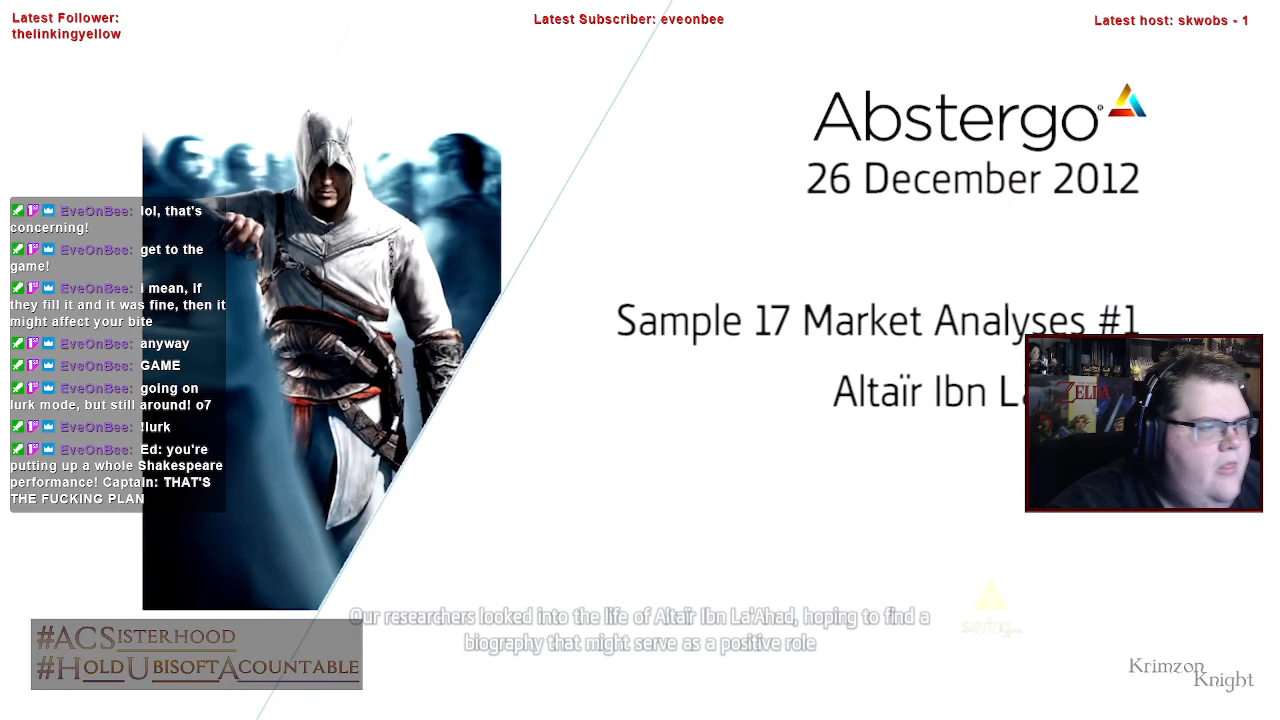 Latest Follower:
thelinkingyellow
Latest Subscriber: eveonbee
Latest host: skwobs - 1
Abstergo®
26 December 2012
Sample 17 Market Analyses #1
Altaïr Ibn La
ZELDA
EveOnBee: lol, that's
concerning!
EveOnBee: get to the
game!
EveOnBee: i mean, If
they fill it and it was fine, then it
might affect your bite
EveOnBee: anyway
EveOnBee: GAME
EveOnBee: going on
lurk mode, but still around! o7
EveOnBee: !lurk
EveOnBee: Ed: you're
putting up a whole Shakespeare
performance! Captain: THAT'S
THE FUCKING PLAN
Our researchers looked into the life of Altaïr Ibn La'Ahad, hoping to find a
biography that might serve as a positive role
saving...
#ACSISTERHOOD
#HOLDUBISOFTACOUNTABLE
Krimzon
Knight